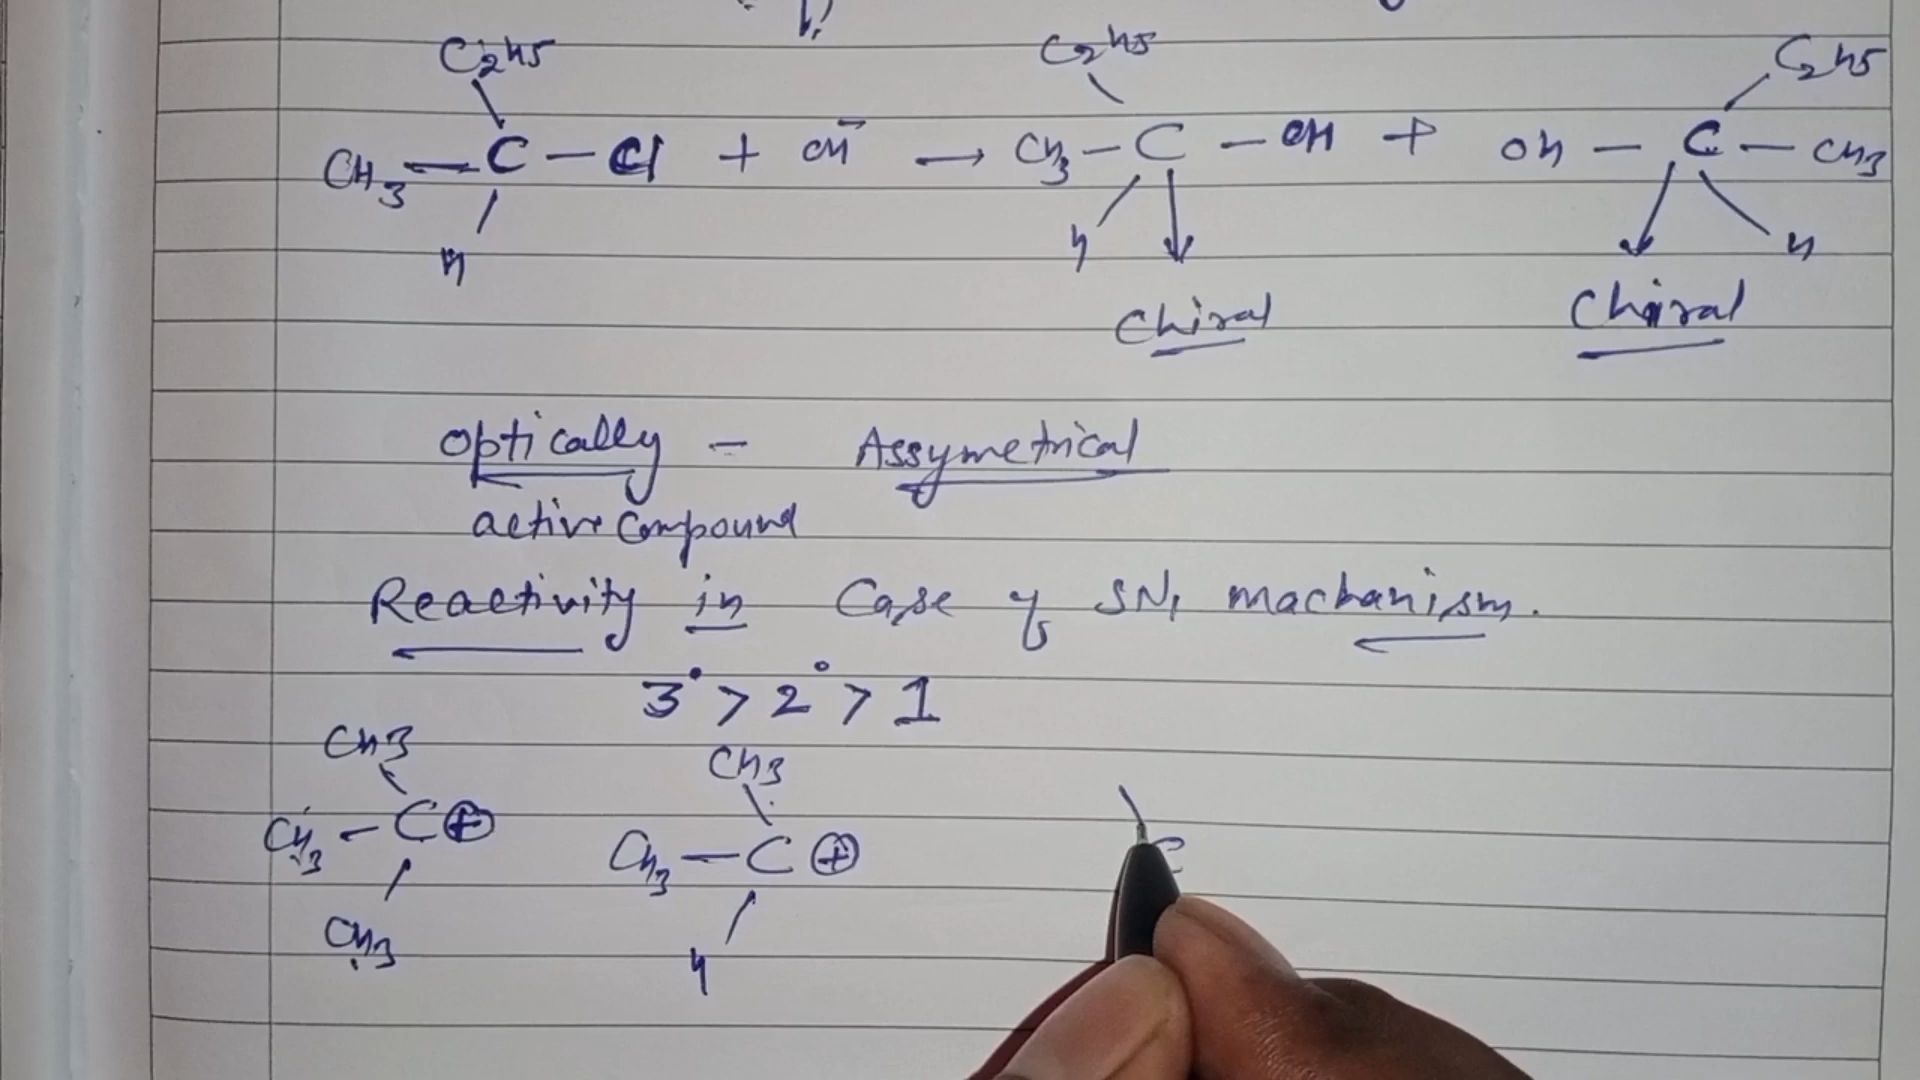 C2H5 C2H5 C2H5
CH3 — C — Cl + OH⁻ → CH3 — C — OH + OH — C — CH3
H H H
Chiral Chiral
Optically - Assymetrical
active Compound
Reactivity in Case of SN1 machanism.
3° > 2° > 1
CH3 CH3
CH3 — C⊕ CH3 — C ⊕ C
CH3 H